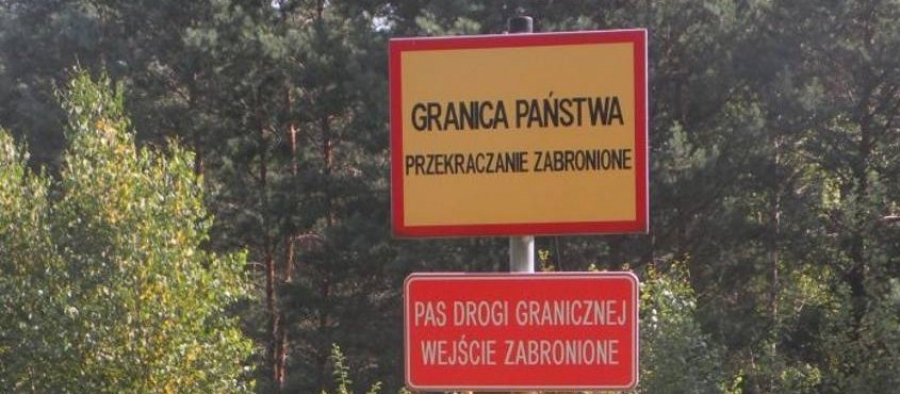 GRANICA PAŃSTWA
PRZEKRACZANIE ZABRONIONE
PAS DROGI GRANICZNEJ
WEJŚCIE ZABRONIONE